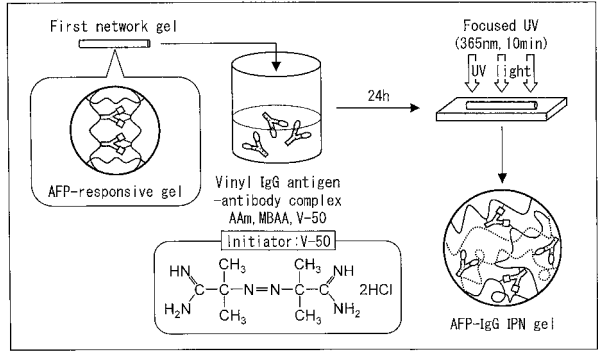 First network gel
AFP-responsive gel
Vinyl IgG antigen
-antibody complex
AAm, MBAA, V-50
24h
Focused UV
(365nm, 10min)
UV light
AFP-IgG IPN gel
Initiator:V-50
HN
H₂N
C
C
CH₃
CH₃
N=N
C
CH₃
CH₃
C
NH
NH₂
2HCl